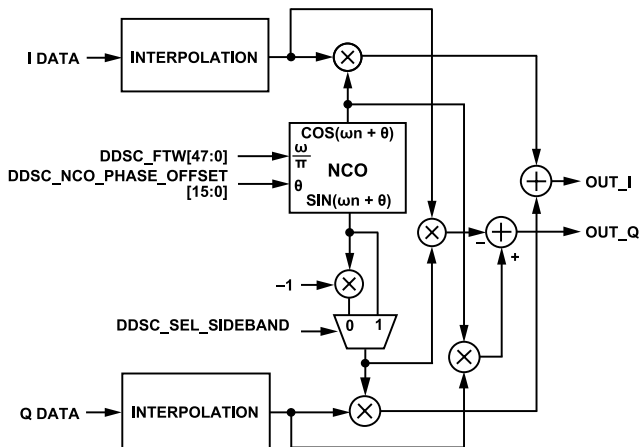 I DATA
INTERPOLATION
×
COS(ωn + θ)
DDSC_FTW[47:0]
ω
π
NCO
DDSC_NCO_PHASE_OFFSET
[15:0]
θ
SIN(ωn + θ)
+
OUT_I
×
–
+
OUT_Q
+
–1
×
DDSC_SEL_SIDEBAND
0 1
×
Q DATA
INTERPOLATION
×